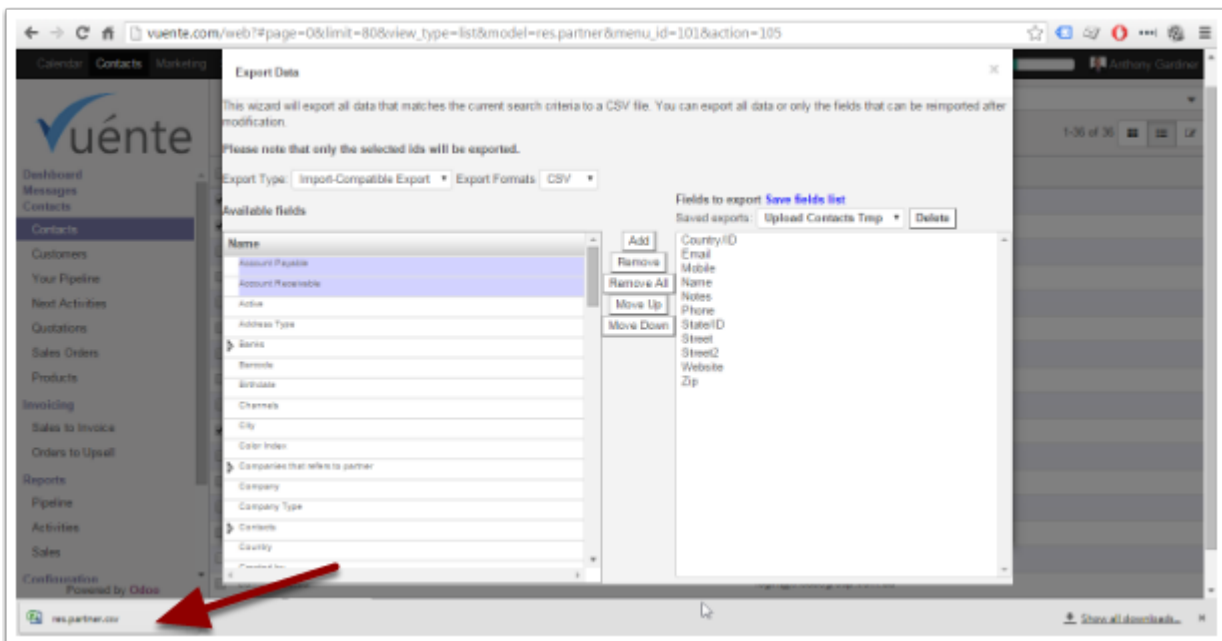 vuente.com/web?#page=0&limit=80&view_type=list&model=res.partner&menu_id=101&action=105
Calendar Contacts Marketing
Anthony Gardiner
Vuénte
Export Data
This wizard will export all data that matches the current search criteria to a CSV file. You can export all data or only the fields that can be reimported after
modification.
1-36 of 36
Please note that only the selected ids will be exported.
Export Type: Import-Compatible Export Export Formats CSV
Available fields
Fields to export Save fields list
Saved exports: Upload Contacts Tmp Delete
Name
Account Payable
Account Receivable
Active
Address Type
Banks
Barcode
Birthdate
Channels
City
Color Index
Companies that refers to partner
Company
Company Type
Contacts
Country
Created by
Add
Remove
Remove All
Move Up
Move Down
Country/ID
Email
Mobile
Name
Notes
Phone
State/ID
Street
Street2
Website
Zip
Dashboard
Messages
Contacts
Contacts
Customers
Your Pipeline
Next Activities
Quotations
Sales Orders
Products
Invoicing
Sales to Invoice
Orders to Upsell
Reports
Pipeline
Activities
Sales
Configuration
Powered by Odoo
res.partner.csv
Show all downloads...